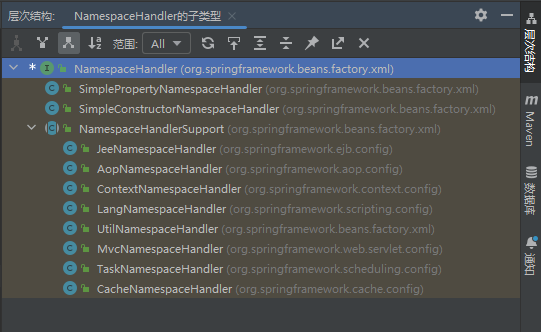 层次结构: NamespaceHandler的子类型 ×
范围: All
* NamespaceHandler (org.springframework.beans.factory.xml)
SimplePropertyNamespaceHandler (org.springframework.beans.factory.xml)
SimpleConstructorNamespaceHandler (org.springframework.beans.factory.xml)
NamespaceHandlerSupport (org.springframework.beans.factory.xml)
JeeNamespaceHandler (org.springframework.ejb.config)
AopNamespaceHandler (org.springframework.aop.config)
ContextNamespaceHandler (org.springframework.context.config)
LangNamespaceHandler (org.springframework.scripting.config)
UtilNamespaceHandler (org.springframework.beans.factory.xml)
MvcNamespaceHandler (org.springframework.web.servlet.config)
TaskNamespaceHandler (org.springframework.scheduling.config)
CacheNamespaceHandler (org.springframework.cache.config)
层次结构
m Maven
数据库
通知